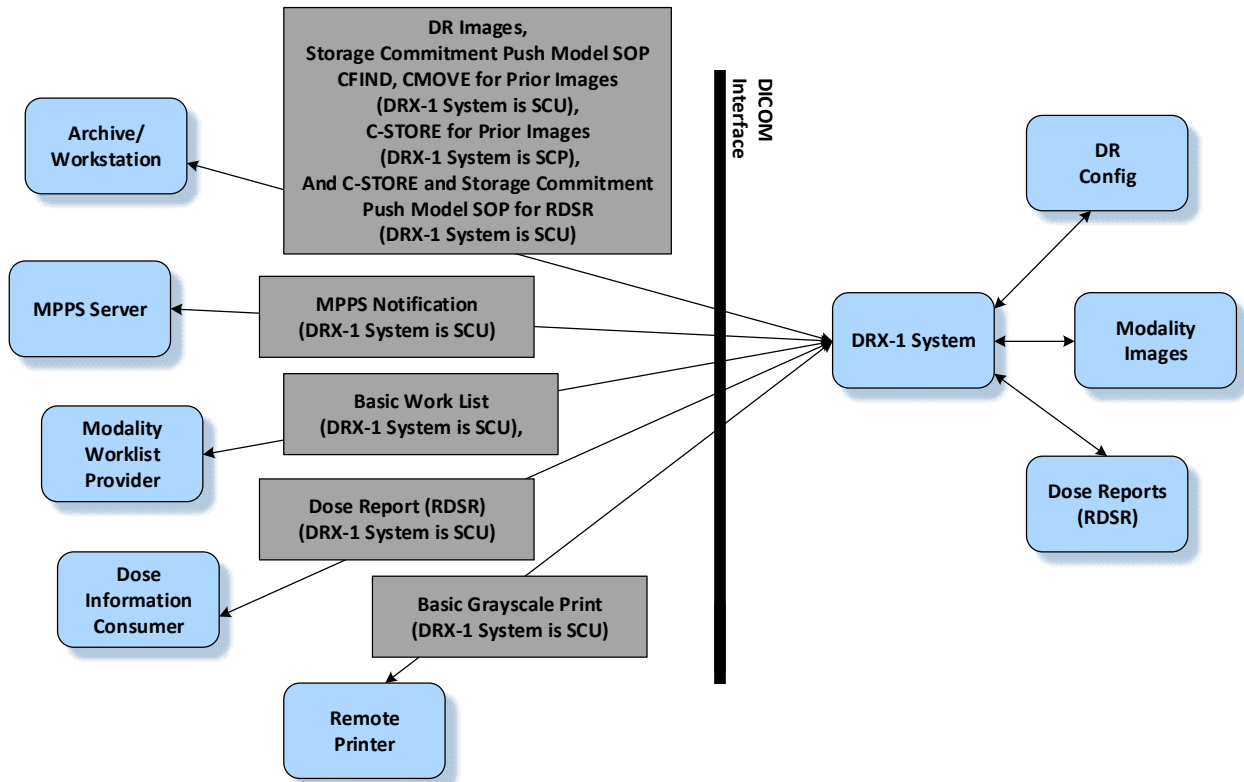 DR Images,
Storage Commitment Push Model SOP
CFIND, CMOVE for Prior Images
(DRX-1 System is SCU),
C-STORE for Prior Images
(DRX-1 System is SCP),
And C-STORE and Storage Commitment
Push Model SOP for RDSR
(DRX-1 System is SCU)
Archive/
Workstation
DICOM
Interface
DR
Config
MPPS Server
MPPS Notification
(DRX-1 System is SCU)
DRX-1 System
Modality
Images
Modality
Worklist
Provider
Basic Work List
(DRX-1 System is SCU),
Dose Report (RDSR)
(DRX-1 System is SCU)
Dose Reports
(RDSR)
Dose
Information
Consumer
Basic Grayscale Print
(DRX-1 System is SCU)
Remote
Printer